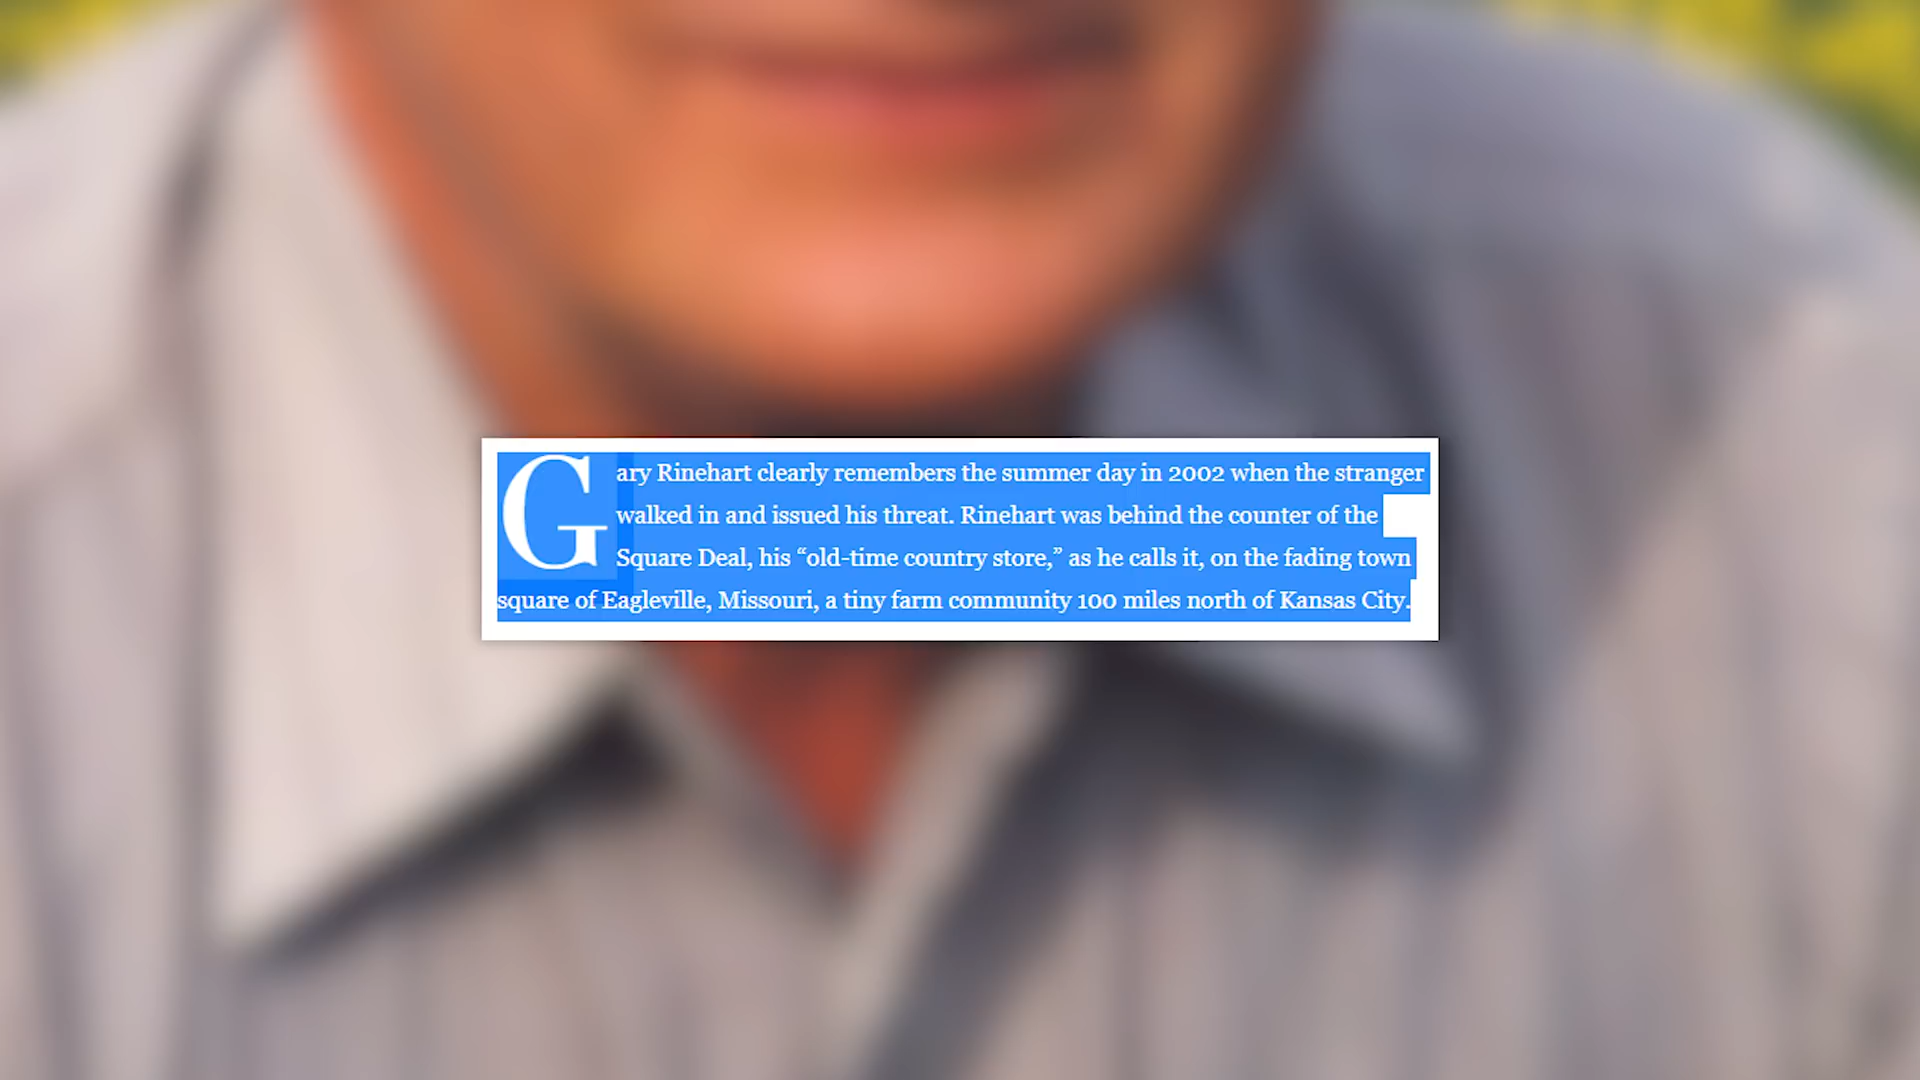 Gary Rinehart clearly remembers the summer day in 2002 when the stranger
walked in and issued his threat. Rinehart was behind the counter of the
Square Deal, his “old-time country store,” as he calls it, on the fading town
square of Eagleville, Missouri, a tiny farm community 100 miles north of Kansas City.